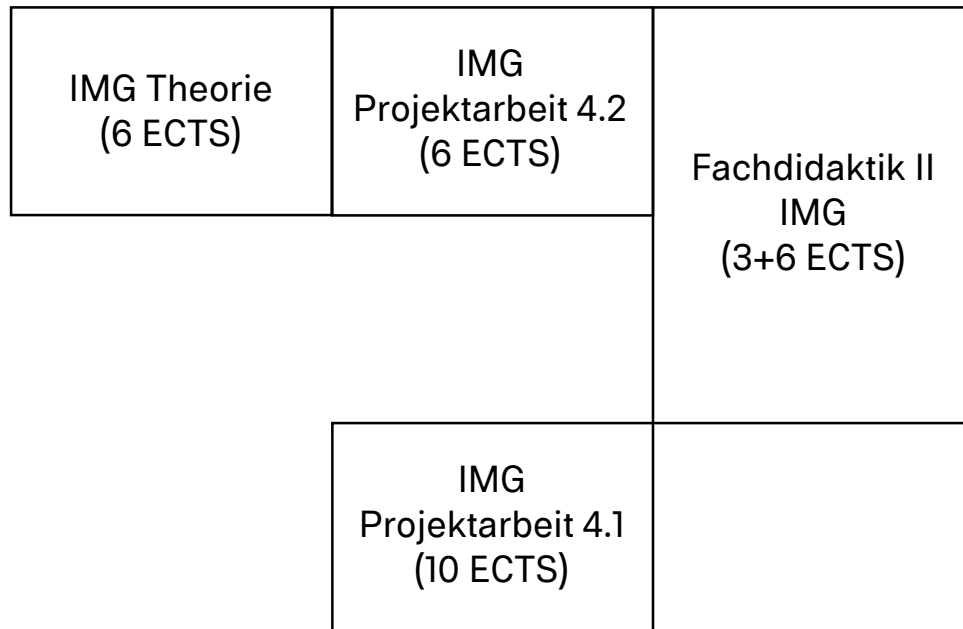 IMG Theorie
(6 ECTS)
IMG
Projektarbeit 4.2
(6 ECTS)
Fachdidaktik II
IMG
(3+6 ECTS)
IMG
Projektarbeit 4.1
(10 ECTS)